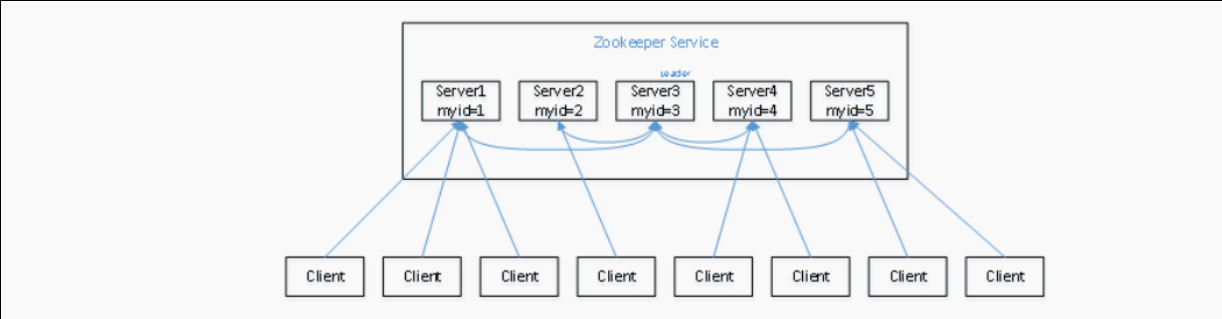 Zookeeper Service
Leader
Server1 Server2 Server3 Server4 Server5
myid=1 myid=2 myid=3 myid=4 myid=5
Client Client Client Client Client Client Client Client